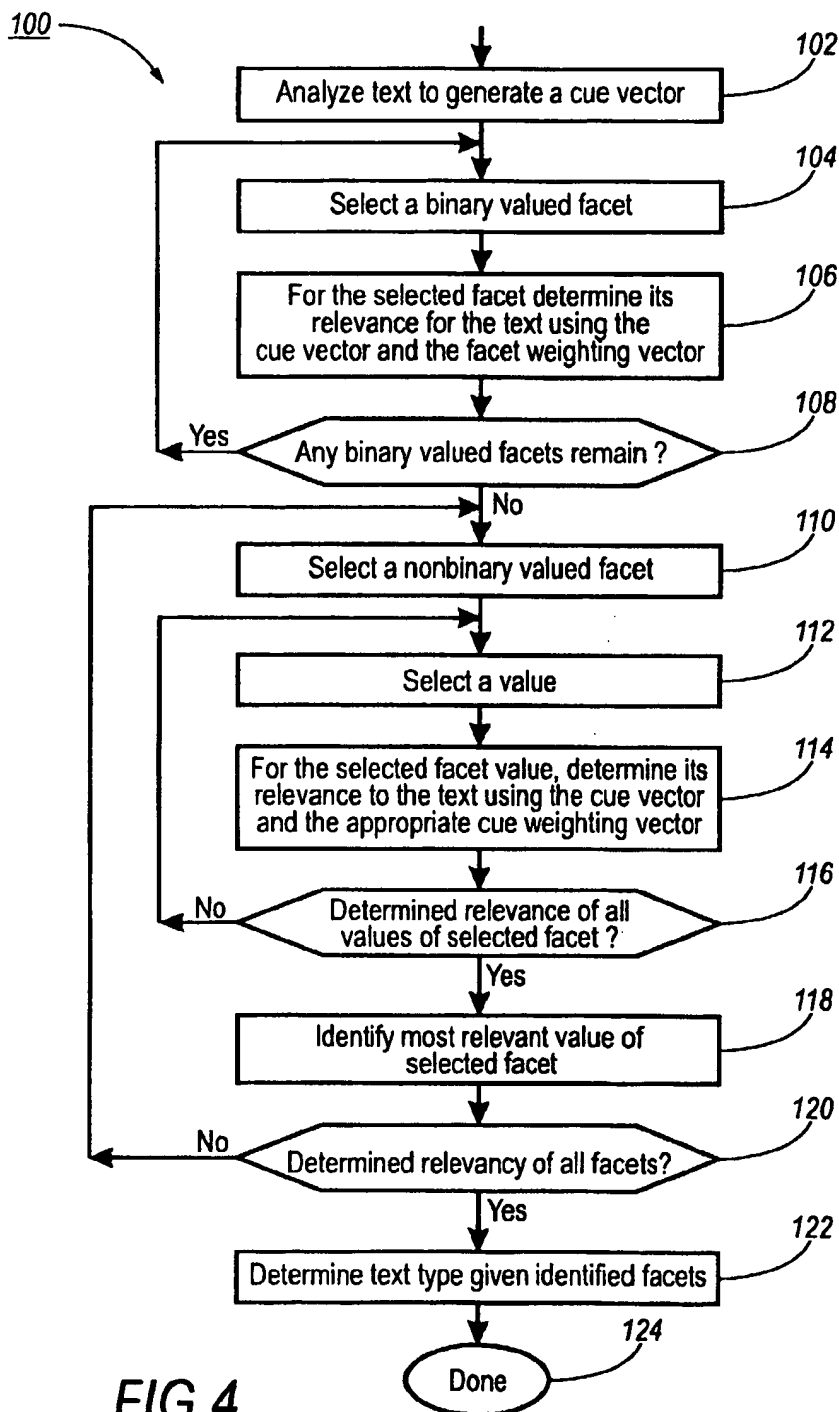 100
102
Analyze text to generate a cue vector
104
Select a binary valued facet
106
For the selected facet determine its
relevance for the text using the
cue vector and the facet weighting vector
108
Yes
Any binary valued facets remain ?
No
110
Select a nonbinary valued facet
112
Select a value
114
For the selected facet value, determine its
relevance to the text using the cue vector
and the appropriate cue weighting vector
116
No
Determined relevance of all
values of selected facet ?
Yes
118
Identify most relevant value of
selected facet
120
No
Determined relevancy of all facets?
Yes
122
Determine text type given identified facets
124
Done
FIG.4